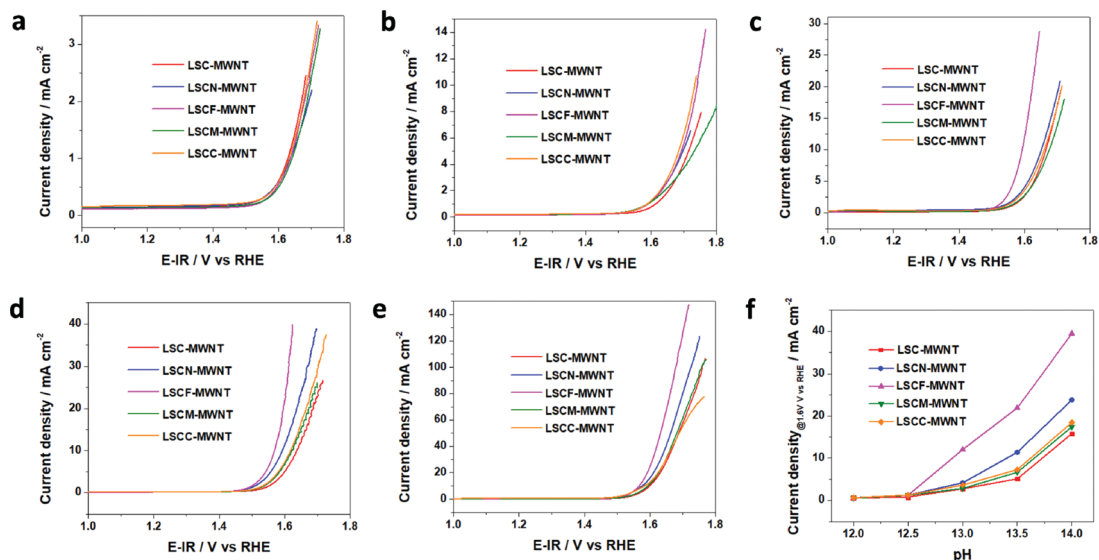 a
Current density / mA cm⁻²
3
2
1
0
LSC-MWNT
LSCN-MWNT
LSCF-MWNT
LSCM-MWNT
LSCC-MWNT
1.0 1.2 1.4 1.6 1.8
E-IR / V vs RHE
b
Current density / mA cm⁻²
14
12
10
8
6
4
2
0
LSC-MWNT
LSCN-MWNT
LSCF-MWNT
LSCM-MWNT
LSCC-MWNT
1.0 1.2 1.4 1.6 1.8
E-IR / V vs RHE
c
Current density / mA cm⁻²
30
25
20
15
10
5
0
LSC-MWNT
LSCN-MWNT
LSCF-MWNT
LSCM-MWNT
LSCC-MWNT
1.0 1.2 1.4 1.6 1.8
E-IR / V vs RHE
d
Current density / mA cm⁻²
40
30
20
10
0
LSC-MWNT
LSCN-MWNT
LSCF-MWNT
LSCM-MWNT
LSCC-MWNT
1.0 1.2 1.4 1.6 1.8
E-IR / V vs RHE
e
Current density / mA cm⁻²
140
120
100
80
60
40
20
0
LSC-MWNT
LSCN-MWNT
LSCF-MWNT
LSCM-MWNT
LSCC-MWNT
1.0 1.2 1.4 1.6 1.8
E-IR / V vs RHE
f
Current density@1.6V V vs RHE / mA cm⁻²
40
30
20
10
0
LSC-MWNT
LSCN-MWNT
LSCF-MWNT
LSCM-MWNT
LSCC-MWNT
12.0 12.5 13.0 13.5 14.0
pH